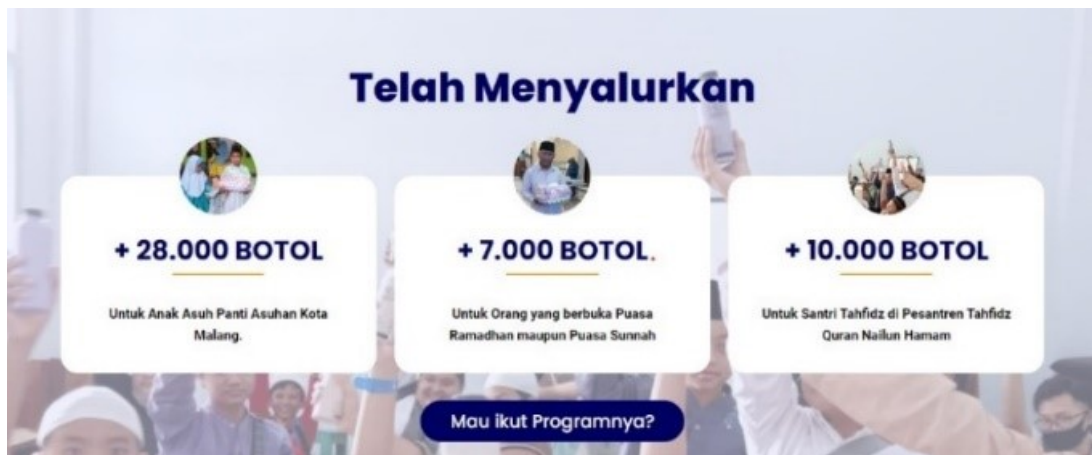 Telah Menyalurkan
+ 28.000 BOTOL
Untuk Anak Asuh Panti Asuhan Kota
Malang.
+ 7.000 BOTOL.
Untuk Orang yang berbuka Puasa
Ramadhan maupun Puasa Sunnah
+ 10.000 BOTOL
Untuk Santri Tahfidz di Pesantren Tahfidz
Quran Nailun Hamam
Mau ikut Programnya?